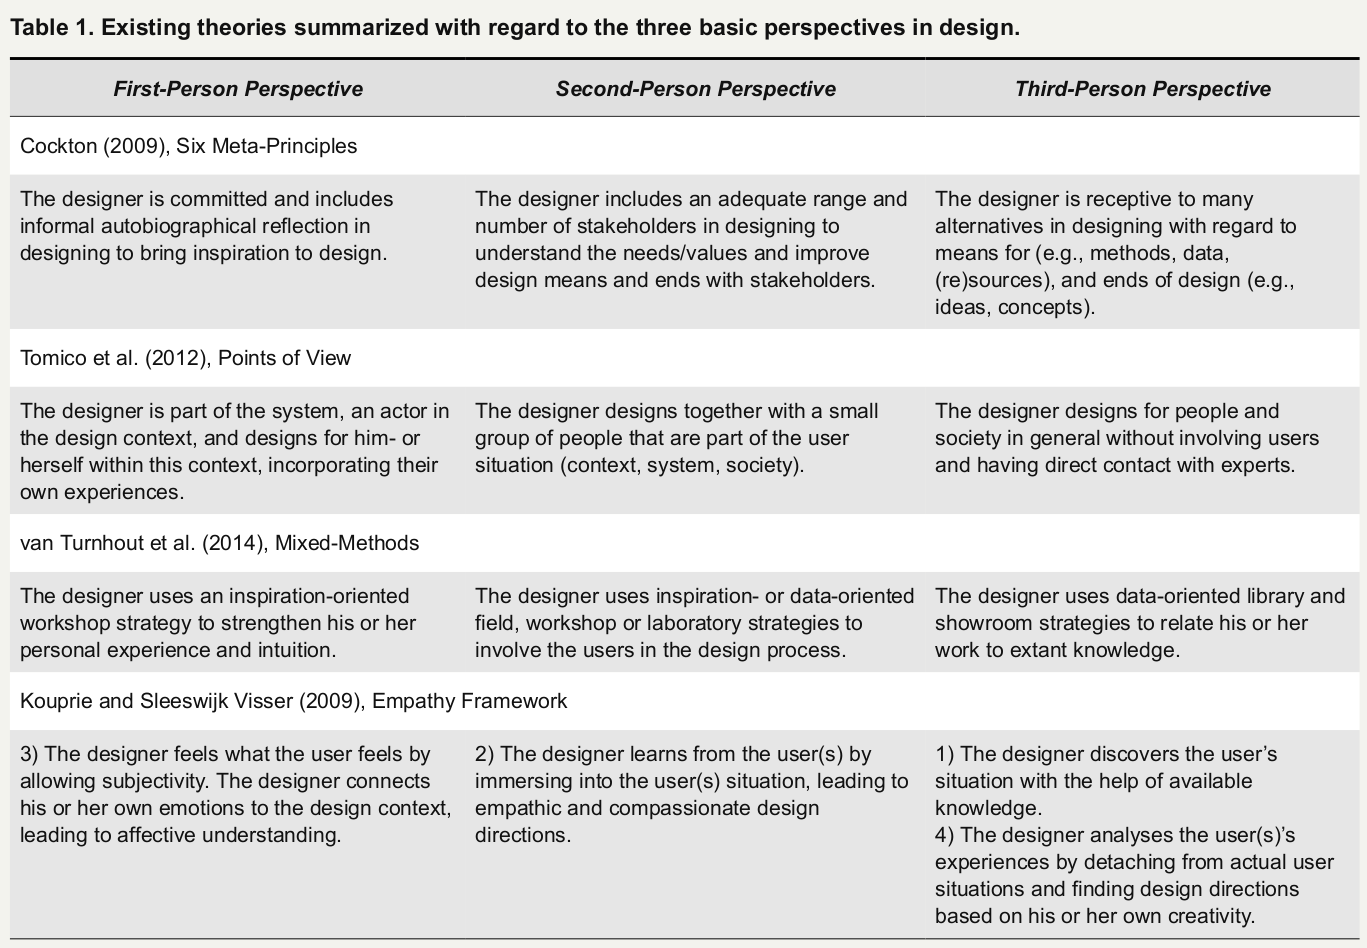 Table 1. Existing theories summarized with regard to the three basic perspectives in design.
First-Person Perspective
Second-Person Perspective
Third-Person Perspective
Cockton (2009), Six Meta-Principles
The designer is committed and includes
informal autobiographical reflection in
designing to bring inspiration to design.
The designer includes an adequate range and
number of stakeholders in designing to
understand the needs/values and improve
design means and ends with stakeholders.
The designer is receptive to many
alternatives in designing with regard to
means for (e.g., methods, data,
(re)sources), and ends of design (e.g.,
ideas, concepts).
Tomico et al. (2012), Points of View
The designer is part of the system, an actor in
the design context, and designs for him- or
herself within this context, incorporating their
own experiences.
The designer designs together with a small
group of people that are part of the user
situation (context, system, society).
The designer designs for people and
society in general without involving users
and having direct contact with experts.
van Turnhout et al. (2014), Mixed-Methods
The designer uses an inspiration-oriented
workshop strategy to strengthen his or her
personal experience and intuition.
The designer uses inspiration- or data-oriented
field, workshop or laboratory strategies to
involve the users in the design process.
The designer uses data-oriented library and
showroom strategies to relate his or her
work to extant knowledge.
Kouprie and Sleeswijk Visser (2009), Empathy Framework
3) The designer feels what the user feels by
allowing subjectivity. The designer connects
his or her own emotions to the design context,
leading to affective understanding.
2) The designer learns from the user(s) by
immersing into the user(s) situation, leading to
empathic and compassionate design
directions.
1) The designer discovers the user’s
situation with the help of available
knowledge.
4) The designer analyses the user(s)’s
experiences by detaching from actual user
situations and finding design directions
based on his or her own creativity.